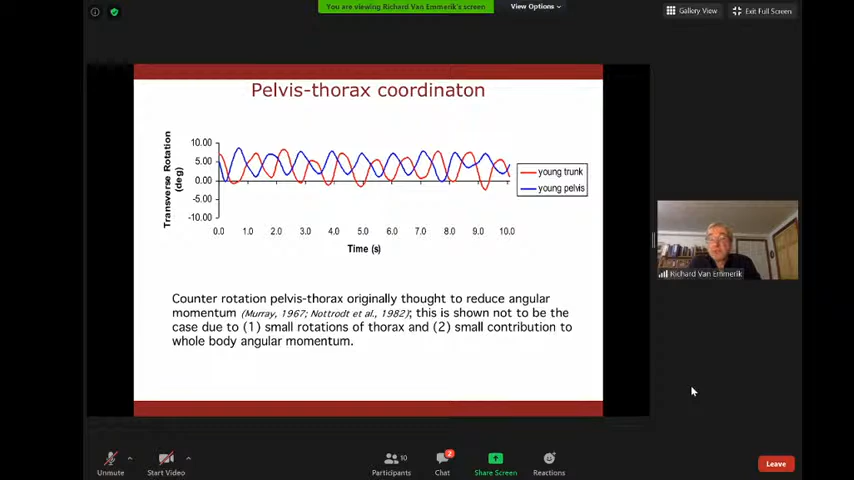 You are viewing Richard Van Emmerik's screen
View Options
Gallery View
Exit Full Screen
Pelvis-thorax coordinaton
Transverse Rotation
(deg)
10.00
5.00
0.00
-5.00
-10.00
0.0 1.0 2.0 3.0 4.0 5.0 6.0 7.0 8.0 9.0 10.0
Time (s)
young trunk
young pelvis
Richard Van Emmerik
Counter rotation pelvis-thorax originally thought to reduce angular
momentum (Murray, 1967; Nottrodt et al., 1982); this is shown not to be the
case due to (1) small rotations of thorax and (2) small contribution to
whole body angular momentum.
Unmute
Start Video
Participants
10
Chat
2
Share Screen
Reactions
Leave